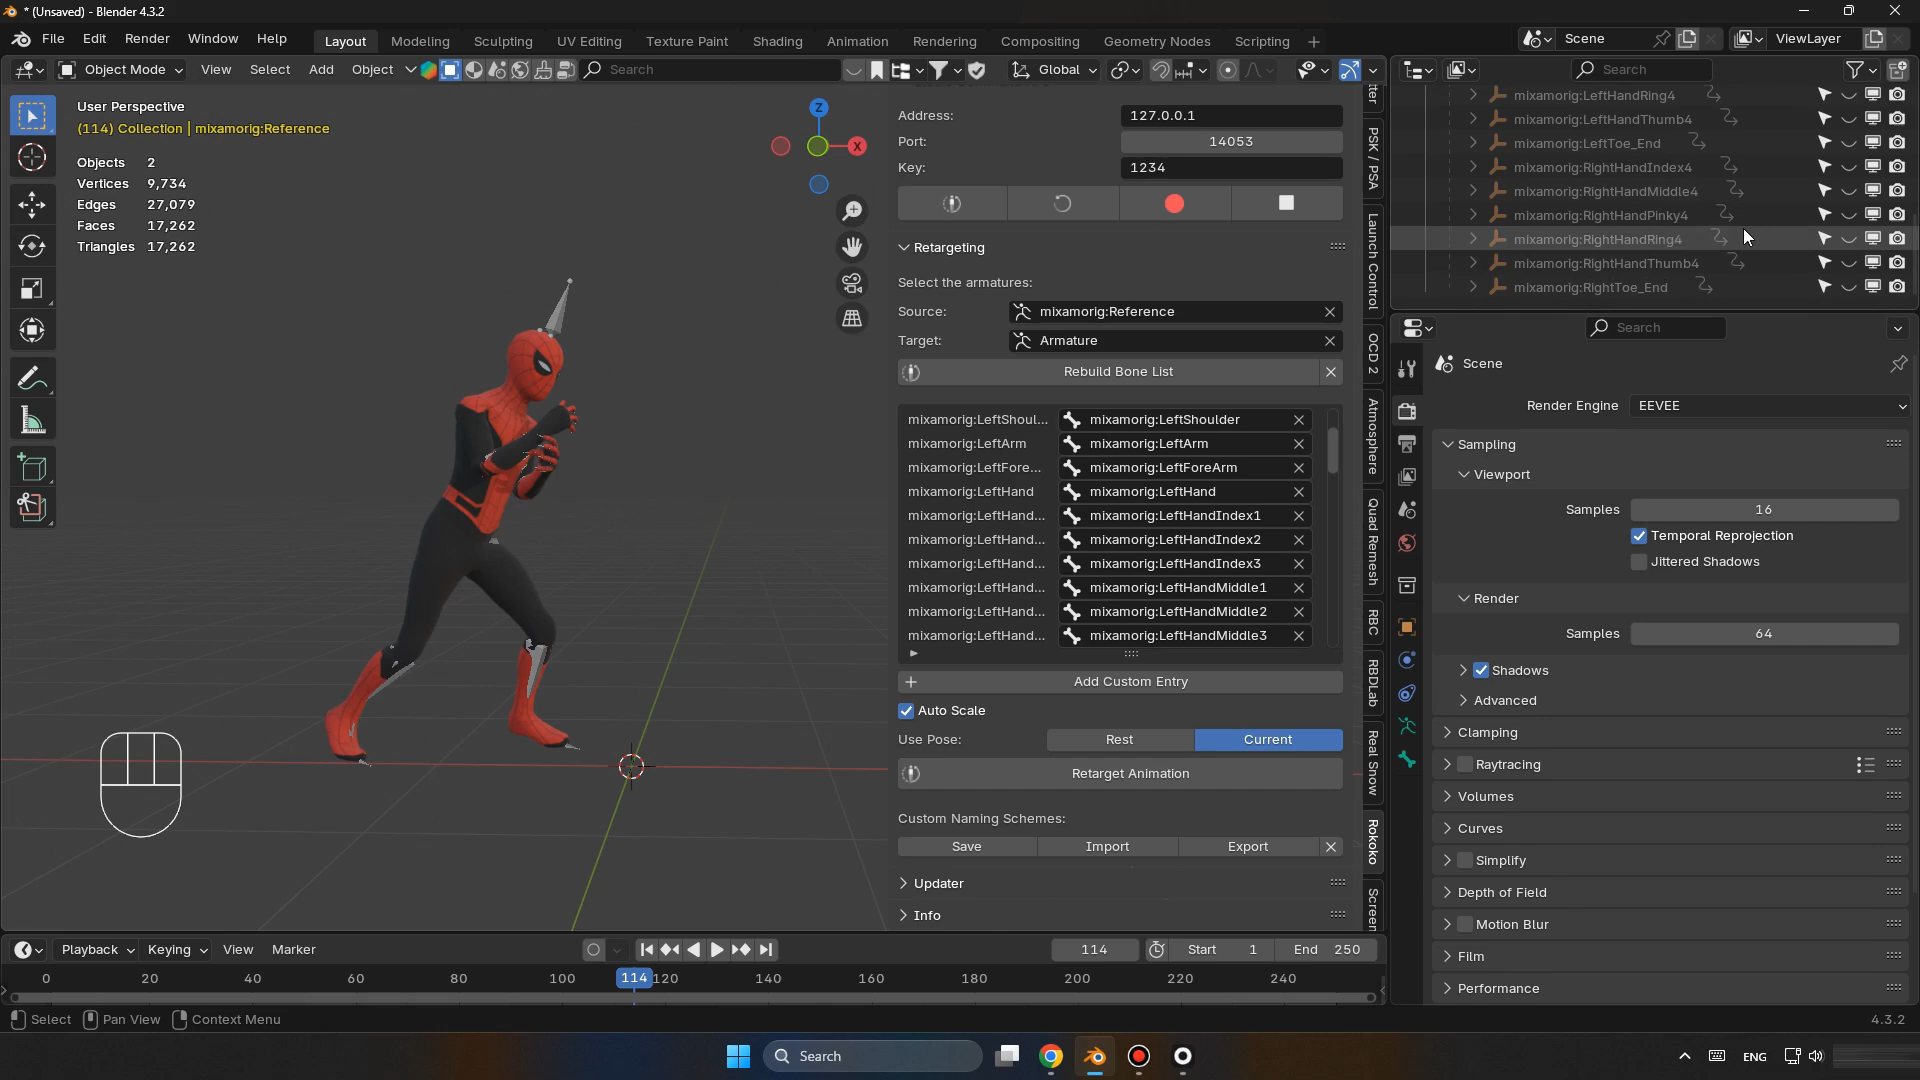 * (Unsaved) - Blender 4.3.2
File Edit Render Window Help
Layout Modeling Sculpting UV Editing Texture Paint Shading Animation Rendering Compositing Geometry Nodes Scripting +
Scene
ViewLayer
Object Mode View Select Add Object
Search
Global
User Perspective
(114) Collection | mixamorig:Reference
Objects 2
Vertices 9,734
Edges 27,079
Faces 17,262
Triangles 17,262
Z
X
Address: 127.0.0.1
Port: 14053
Key: 1234
Retargeting
Select the armatures:
Source: mixamorig:Reference
Target: Armature
Rebuild Bone List
mixamorig:LeftShoul... mixamorig:LeftShoulder
mixamorig:LeftArm mixamorig:LeftArm
mixamorig:LeftFore... mixamorig:LeftForeArm
mixamorig:LeftHand mixamorig:LeftHand
mixamorig:LeftHand... mixamorig:LeftHandIndex1
mixamorig:LeftHand... mixamorig:LeftHandIndex2
mixamorig:LeftHand... mixamorig:LeftHandIndex3
mixamorig:LeftHand... mixamorig:LeftHandMiddle1
mixamorig:LeftHand... mixamorig:LeftHandMiddle2
mixamorig:LeftHand... mixamorig:LeftHandMiddle3
Add Custom Entry
Auto Scale
Use Pose: Rest Current
Retarget Animation
Custom Naming Schemes:
Save Import Export
Updater
Info
PSK / PSA
Launch Control
OCD 2
Atmosphere
Quad Remesh
RBC
RBDLab
Real Snow
Rokoko
Screen
Search
mixamorig:LeftHandRing4
mixamorig:LeftHandThumb4
mixamorig:LeftToe_End
mixamorig:RightHandIndex4
mixamorig:RightHandMiddle4
mixamorig:RightHandPinky4
mixamorig:RightHandRing4
mixamorig:RightHandThumb4
mixamorig:RightToe_End
Search
Scene
Render Engine EEVEE
Sampling
Viewport
Samples 16
Temporal Reprojection
Jittered Shadows
Render
Samples 64
Shadows
Advanced
Clamping
Raytracing
Volumes
Curves
Simplify
Depth of Field
Motion Blur
Film
Performance
Playback Keying View Marker
114 Start 1 End 250
0 20 40 60 80 100 114 120 140 160 180 200 220 240
Select Pan View Context Menu
4.3.2
Search
ENG